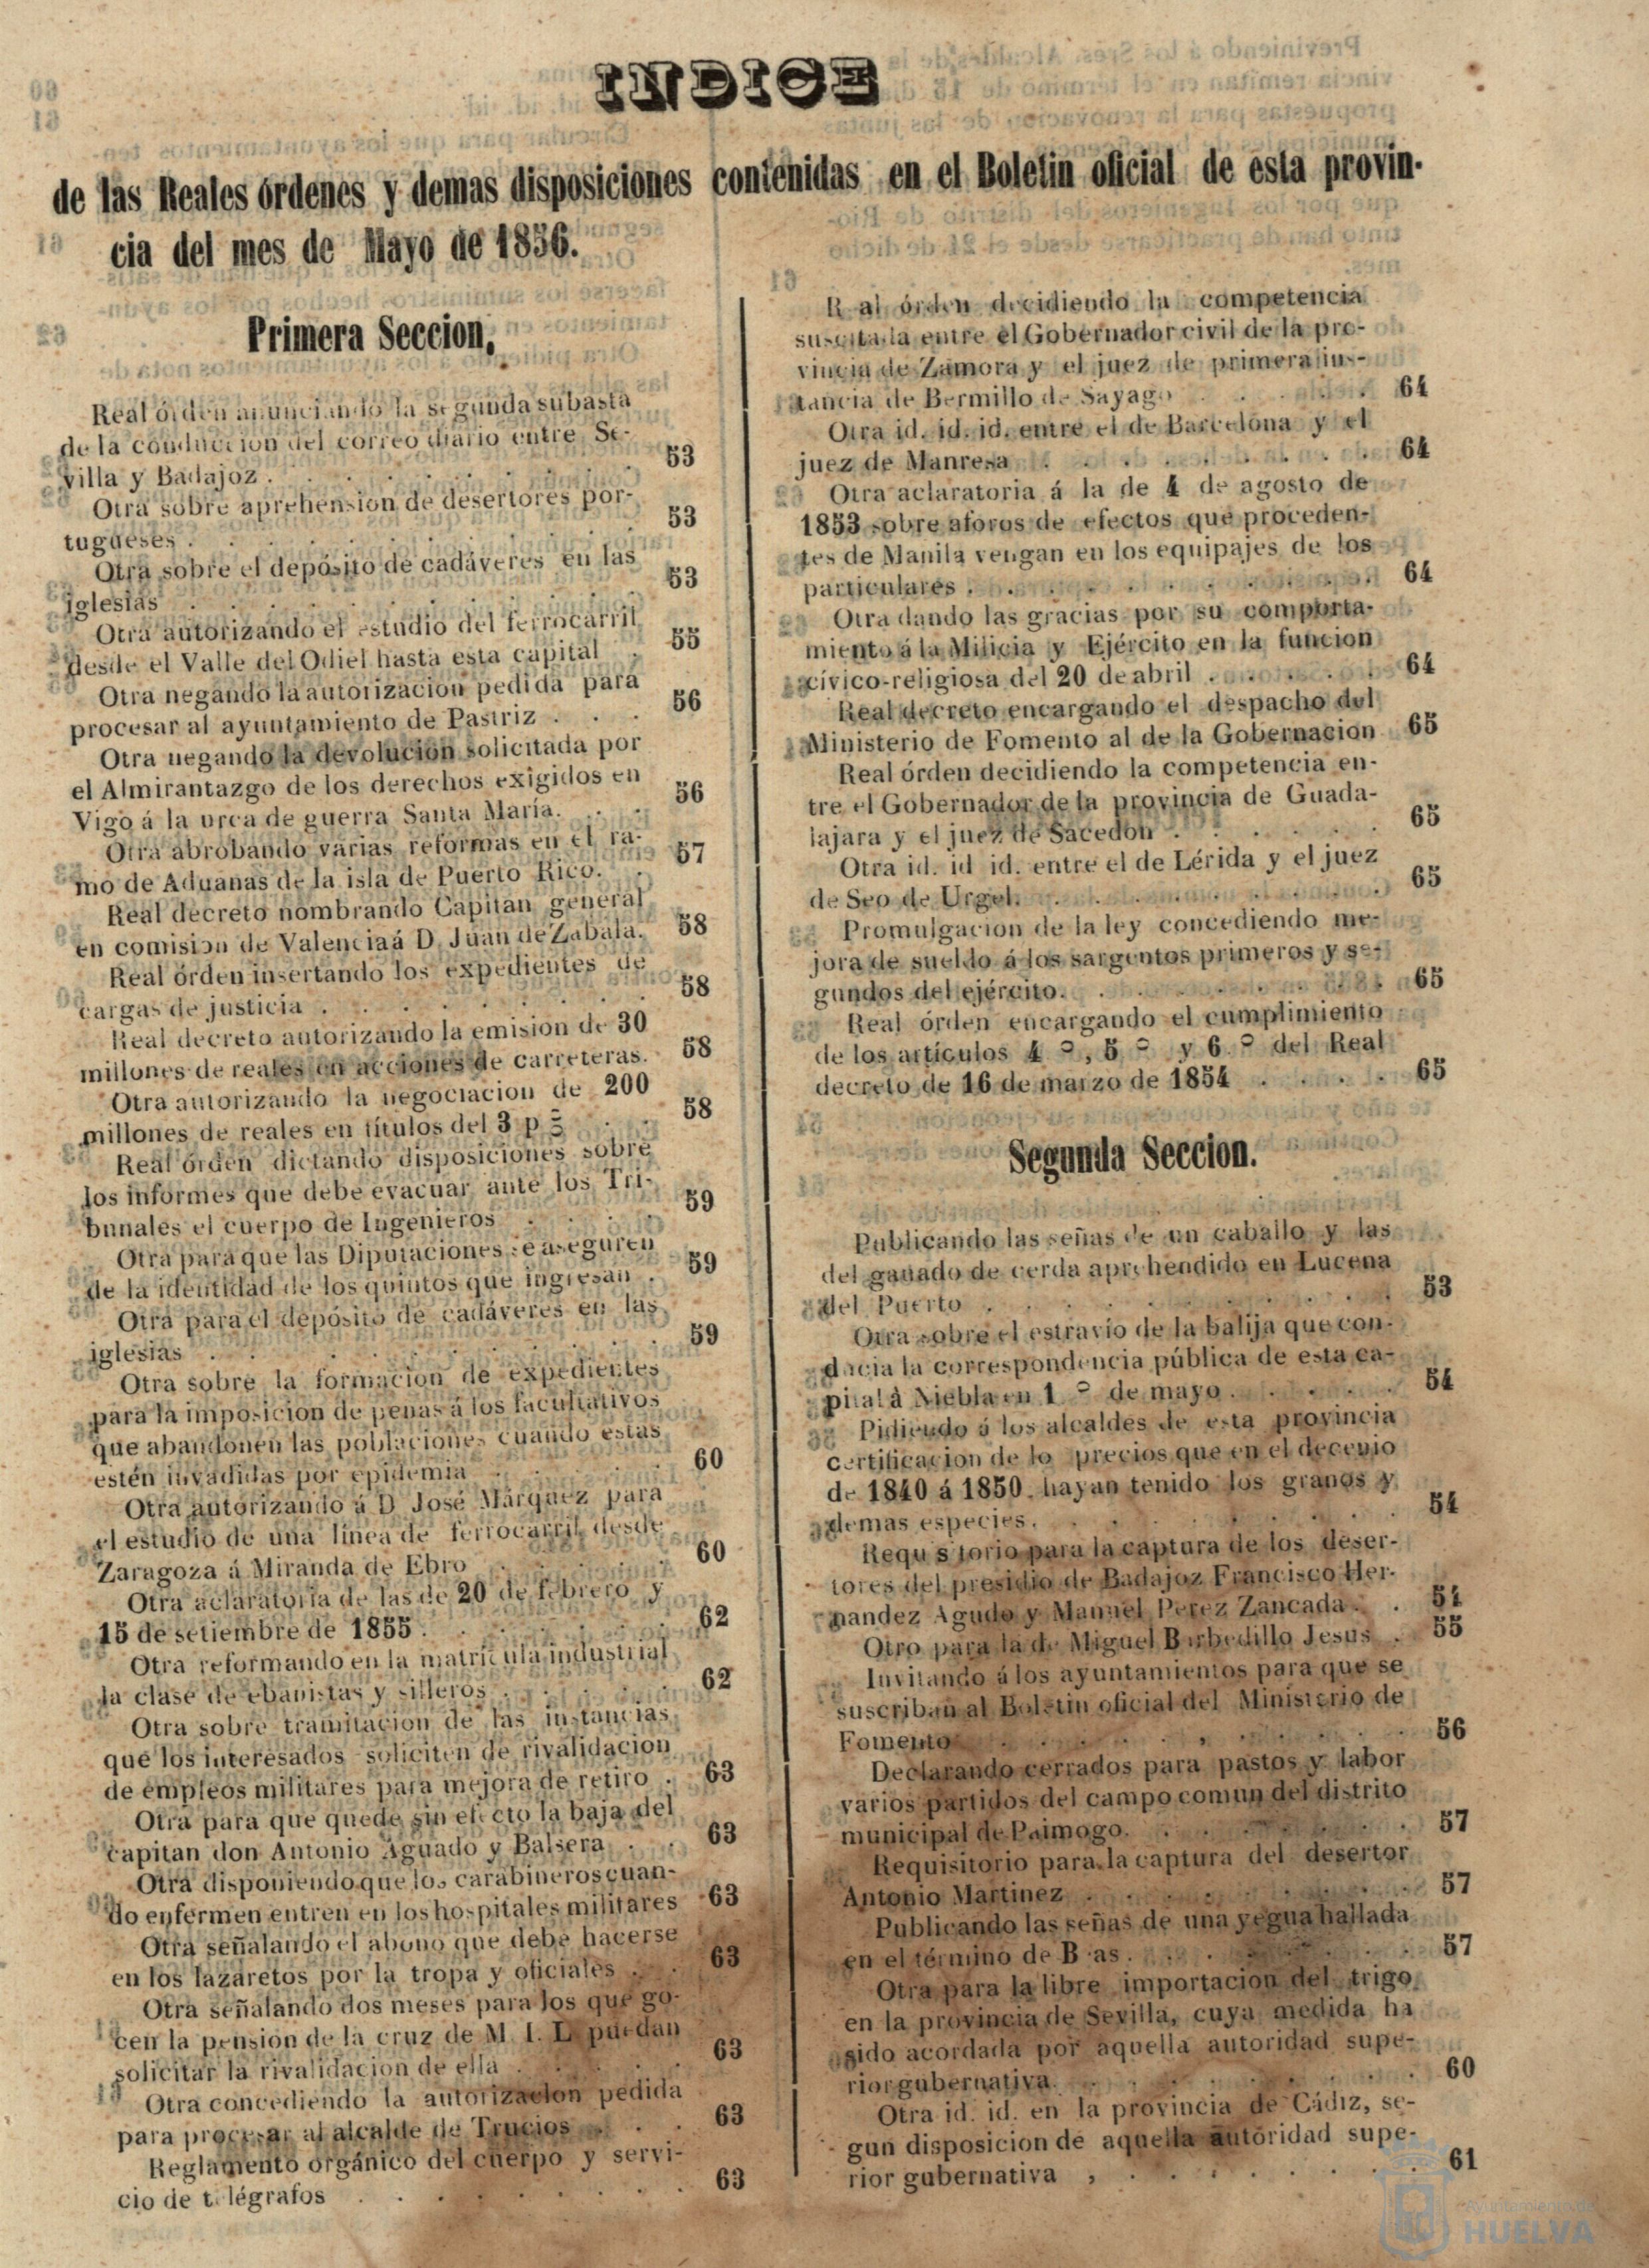 INDICE
de las Reales órdenes y demas disposiciones contenidas en el Boletin oficial de esta provin-
cia del mes de Mayo de 1856.
Primera Seccion.
Real órden anunciando la segunda subasta
de la conduccion del correo diario entre Se-
villa y Badajoz . . . . . . . 53
Otra sobre aprehension de desertores por-
tugueses . . . . . . . . 53
Otra sobre el depósito de cadáveres en las
iglesias . . . . . . . . 53
Otra autorizando el estudio del ferrocarril
desde el Valle del Odiel hasta esta capital . 55
Otra negando la autorizacion pedida para
procesar al ayuntamiento de Pastriz . . . 56
Otra negando la devolucion solicitada por
el Almirantazgo de los derechos exigidos en
Vigo á la urca de guerra Santa María. . . 56
Otra abrobando varias reformas en el ra-
mo de Aduanas de la isla de Puerto Rico. . 57
Real decreto nombrando Capitan general
en comision de Valencia á D. Juan de Zabala. 58
Real órden insertando los expedientes de
cargas de justicia . . . . . . 58
Real decreto autorizando la emision de 30
millones de reales en acciones de carreteras. 58
Otra autorizando la negociacion de 200
millones de reales en títulos del 3 p . . 58
Real órden dictando disposiciones sobre
los informes que debe evacuar ante los Tri-
bunales el cuerpo de Ingenieros . . . . 59
Otra para que las Diputaciones se aseguren
de la identidad de los quintos que ingresan . 59
Otra para el depósito de cadáveres en las
iglesias . . . . . . . . 59
Otra sobre la formacion de expedientes
para la imposicion de penas á los facultativos
que abandonen las poblaciones cuando estas
estén invadidas por epidemia . . . . 60
Otra autorizando á D José Márquez para
el estudio de una línea de ferrocarril desde
Zaragoza á Miranda de Ebro . . . . 60
Otra aclaratoria de las de 20 de febrero y
15 de setiembre de 1855 . . . . . 62
Otra reformando en la matrícula industrial
la clase de ebanistas y silleros . . . . 62
Otra sobre tramitacion de las instancias
que los interesados soliciten de rivalidacion
de empleos militares para mejora de retiro . 63
Otra para que quede sin efecto la baja del
capitan don Antonio Aguado y Balsera . . 63
Otra disponiendo que los carabineros cuan-
do enfermen entren en los hospitales militares 63
Otra señalando el abono que debe hacerse
en los lazaretos por la tropa y oficiales . . 63
Otra señalando dos meses para los que go-
cen la pension de la cruz de M. I. L puedan
solicitar la rivalidacion de ella . . . . 63
Otra concediendo la autorizacion pedida
para procesar al alcalde de Trucios . . . 63
Reglamento orgánico del cuerpo y servi-
cio de telégrafos . . . . . . . 63
R al órden decidiendo la competencia
suscitada entre el Gobernador civil de la pro-
vincia de Zamora y el juez de primera ins-
tancia de Bermillo de Sayago . . . . 64
Otra id. id. id. entre el de Barcelona y el
juez de Manresa . . . . . . . 64
Otra aclaratoria á la de 4 de agosto de
1853 sobre aforos de efectos que proceden-
tes de Manila vengan en los equipajes de los
particulares . . . . . . . . 64
Otra dando las gracias por su comporta-
miento á la Milicia y Ejército en la funcion
cívico-religiosa del 20 de abril . . . . 64
Real decreto encargando el despacho del
Ministerio de Fomento al de la Gobernacion 65
Real órden decidiendo la competencia en-
tre el Gobernador de la provincia de Guada-
lajara y el juez de Sacedon . . . . . 65
Otra id. id id. entre el de Lérida y el juez
de Seo de Urgel. . . . . . . 65
Promulgacion de la ley concediendo me-
jora de sueldo á los sargentos primeros y se-
gundos del ejército. . . . . . . 65
Real órden encargando el cumplimiento
de los artículos 4 º, 5 º y 6 º del Real
decreto de 16 de marzo de 1854 . . . . 65
Segunda Seccion.
Publicando las señas de un caballo y las
del ganado de cerda aprehendido en Lucena
del Puerto . . . . . . . . 53
Otra sobre el estravío de la balija que con-
ducia la correspondencia pública de esta ca-
pital á Niebla en 1 º de mayo . . . . 54
Pidiendo á los alcaldes de esta provincia
certificacion de lo precios que en el decenio
de 1840 á 1850 hayan tenido los granos y
demas especies. . . . . . . . 54
Requ s torio para la captura de los deser-
tores del presidio de Badajoz Francisco Her-
nandez Agudo y Manuel Perez Zancada . . 54
Otro para la de Miguel Barbedillo Jesus . 55
Invitando á los ayuntamientos para que se
suscriban al Boletin oficial del Ministerio de
Fomento . . . . . . . . 56
Declarando cerrados para pastos y labor
varios partidos del campo comun del distrito
municipal de Paimogo. . . . . . 57
Requisitorio para la captura del desertor
Antonio Martinez . . . . . . . 57
Publicando las señas de una yegua hallada
en el término de B as . . . . . . 57
Otra para la libre importacion del trigo
en la provincia de Sevilla, cuya medida ha
sido acordada por aquella autoridad supe-
rior gubernativa . . . . . . . 60
Otra id. id. en la provincia de Cádiz, se-
gun disposicion de aquella autoridad supe-
rior gubernativa , . . . . . . 61
Ayuntamiento de
HUELVA